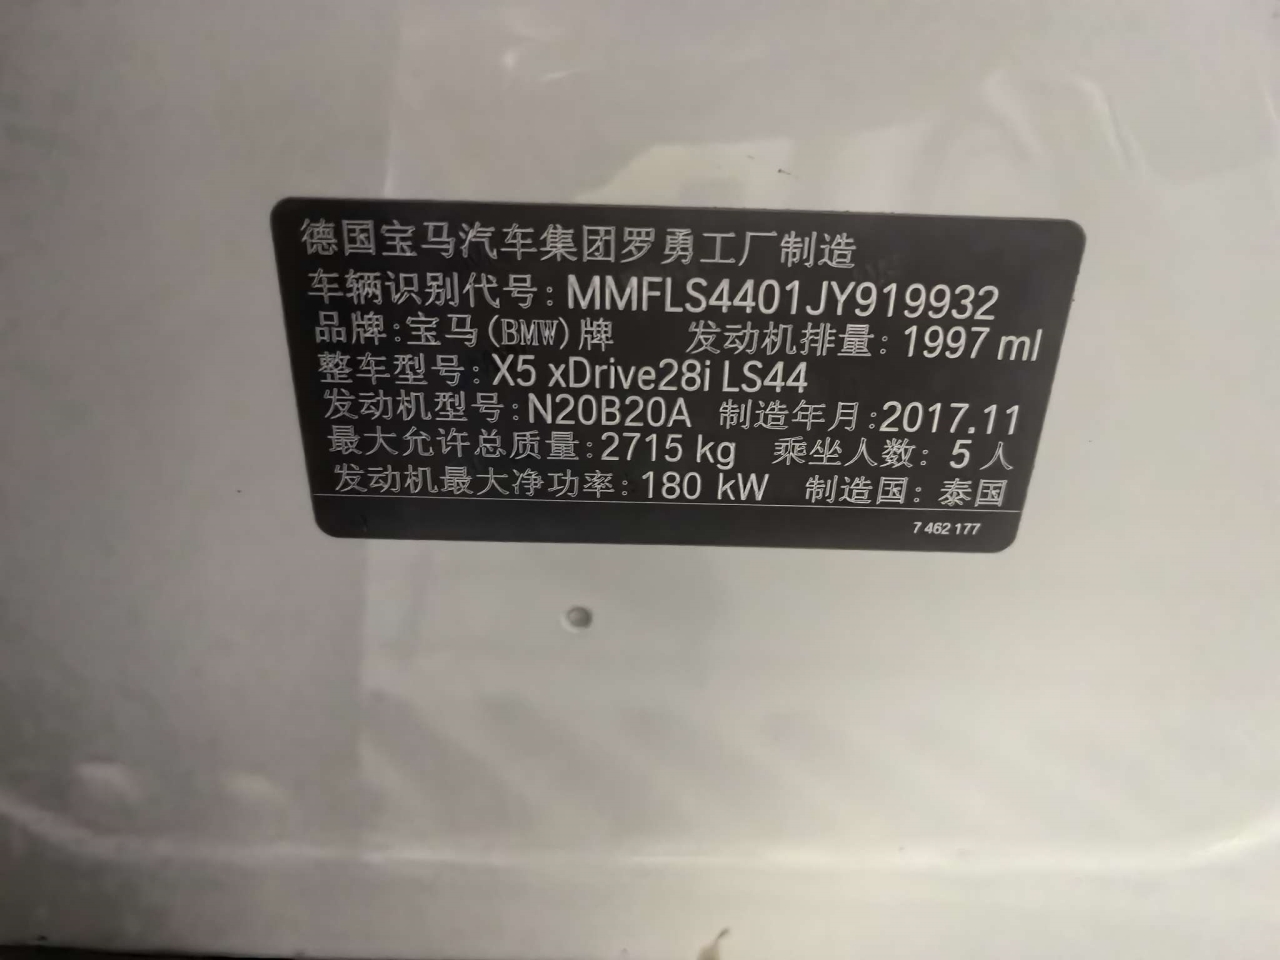 德国宝马汽车集团罗勇工厂制造
车辆识别代号: MMFLS4401JY919932
品牌:宝马(BMW)牌 发动机排量: 1997 ml
整车型号: X5 xDrive28i LS44
发动机型号: N20B20A 制造年月:2017.11
最大允许总质量:2715 kg 乘坐人数: 5 人
发动机最大净功率: 180 kW 制造国: 泰国
7 462 177